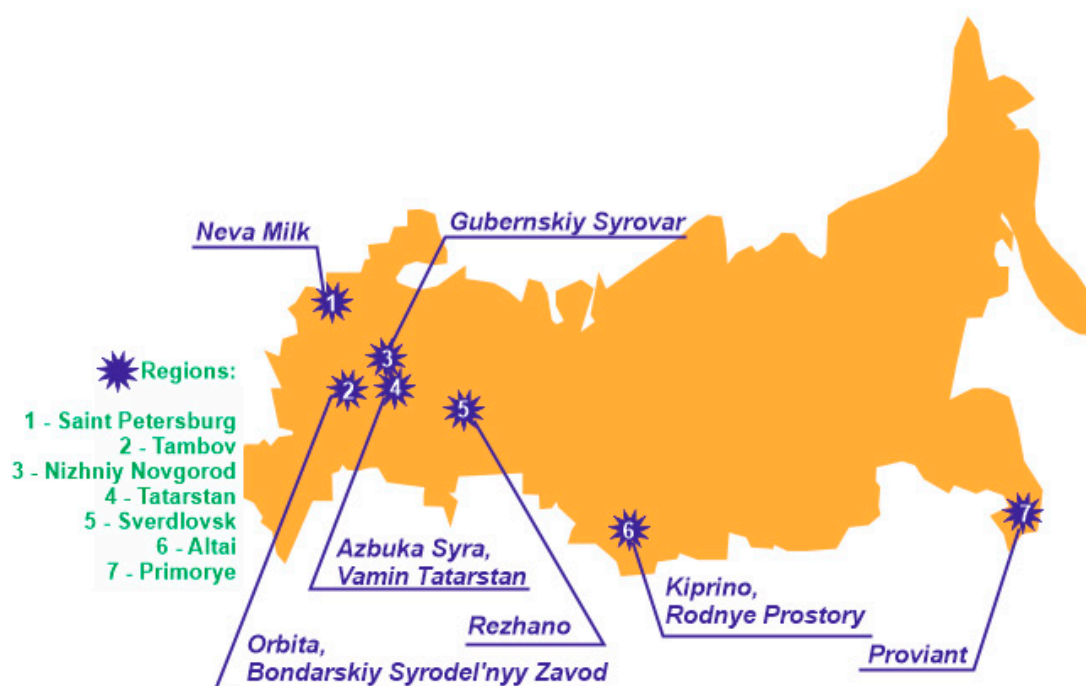 Neva Milk
Gubernskiy Syrovar
1
3
2
4
5
6
7
Regions:
1 - Saint Petersburg
2 - Tambov
3 - Nizhniy Novgorod
4 - Tatarstan
5 - Sverdlovsk
6 - Altai
7 - Primorye
Azbuka Syra,
Vamin Tatarstan
Rezhano
Orbita,
Bondarskiy Syrodel'nyy Zavod
Kiprino,
Rodnye Prostory
Proviant